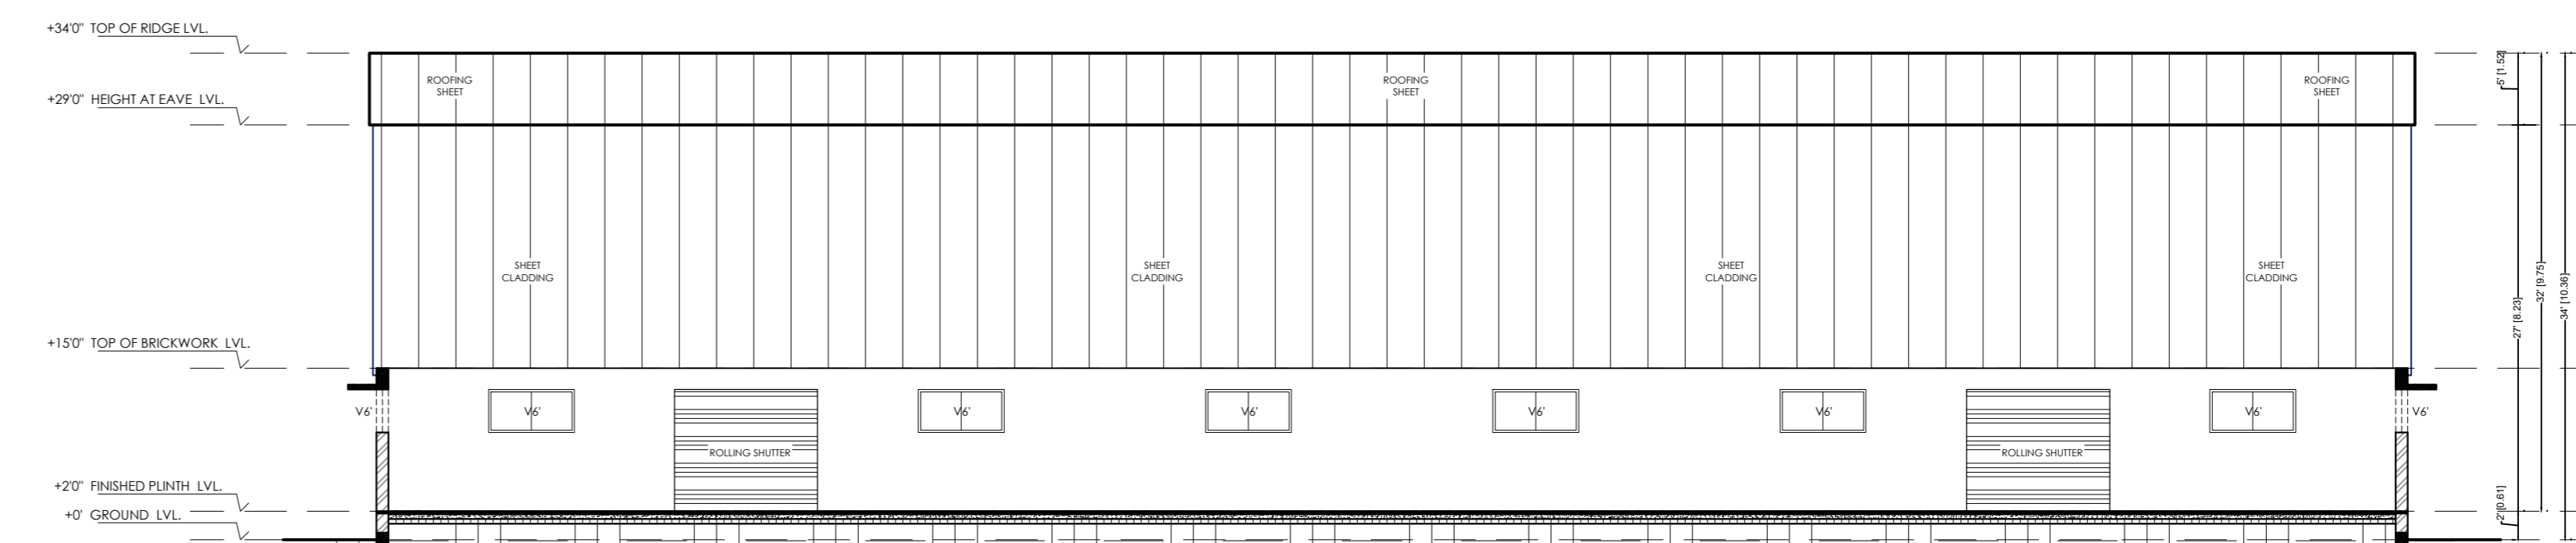 +34'0" TOP OF RIDGE LVL.
+29'0" HEIGHT AT EAVE LVL.
+15'0" TOP OF BRICKWORK LVL.
+2'0" FINISHED PLINTH LVL.
+0' GROUND LVL.
ROOFING
SHEET
ROOFING
SHEET
ROOFING
SHEET
SHEET
CLADDING
SHEET
CLADDING
SHEET
CLADDING
SHEET
CLADDING
V6'
V6'
V6'
V6'
V6'
V6'
V6'
V6'
ROLLING SHUTTER
ROLLING SHUTTER
5' [1.52]
27' [8.23]
32' [9.75]
34' [10.36]
2' [0.61]